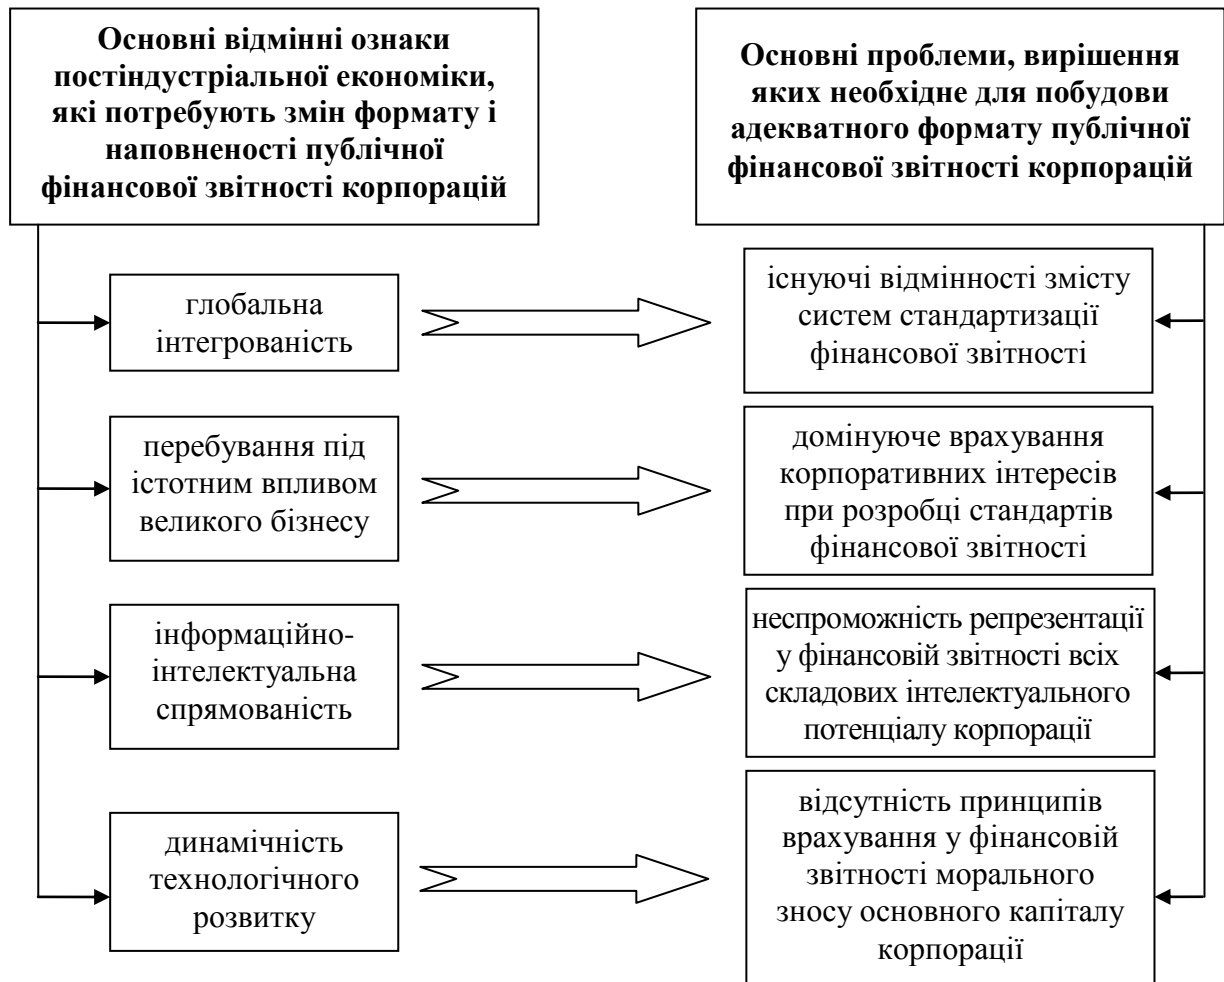 Основні відмінні ознаки
постіндустріальної економіки,
які потребують змін формату і
наповненості публічної
фінансової звітності корпорацій
Основні проблеми, вирішення
яких необхідне для побудови
адекватного формату публічної
фінансової звітності корпорацій
глобальна
інтегрованість
існуючі відмінності змісту
систем стандартизації
фінансової звітності
перебування під
істотним впливом
великого бізнесу
домінуюче врахування
корпоративних інтересів
при розробці стандартів
фінансової звітності
інформаційно-
інтелектуальна
спрямованість
неспроможність репрезентації
у фінансовій звітності всіх
складових інтелектуального
потенціалу корпорації
динамічність
технологічного
розвитку
відсутність принципів
врахування у фінансовій
звітності морального
зносу основного капіталу
корпорації